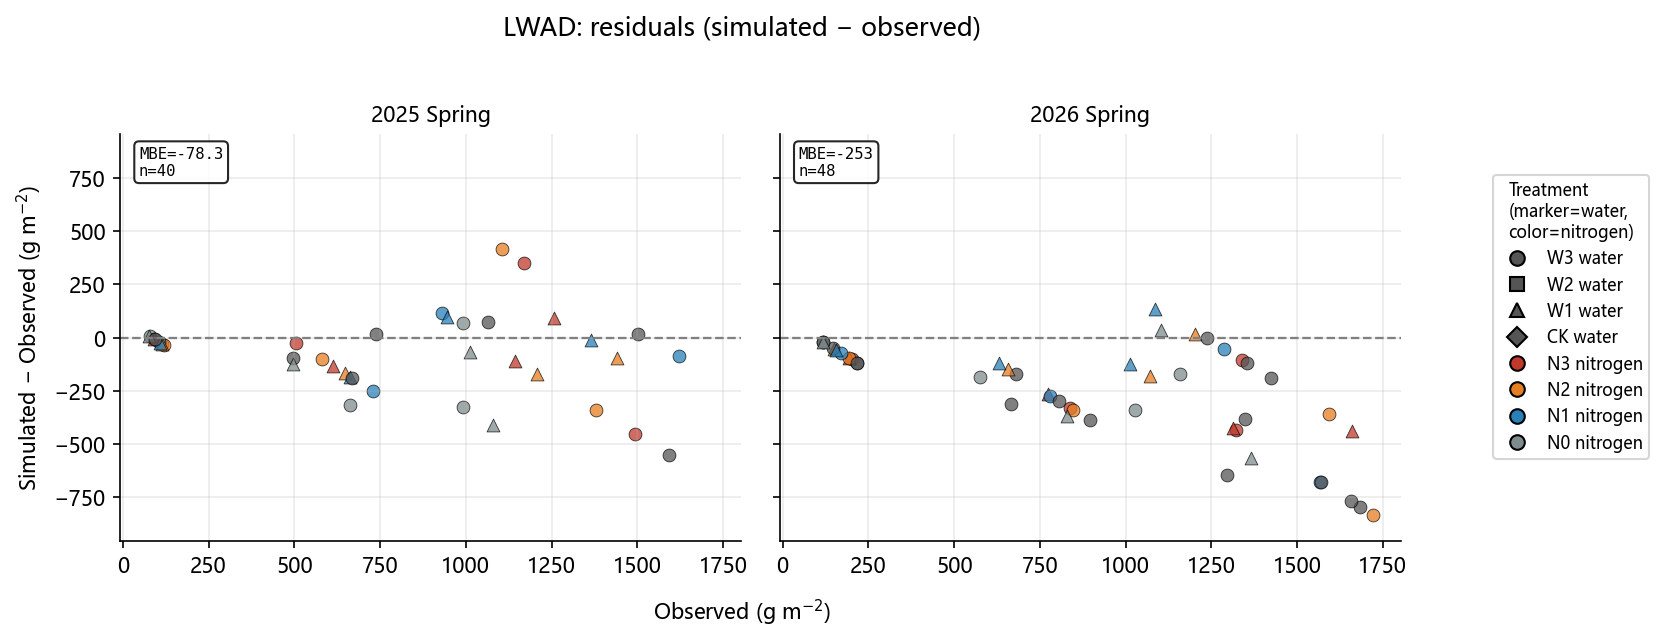 LWAD: residuals (simulated − observed)
2025 Spring
2026 Spring
MBE=-78.3
n=40
MBE=-253
n=48
Simulated − Observed (g m⁻²)
750
500
250
0
−250
−500
−750
0 250 500 750 1000 1250 1500 1750
0 250 500 750 1000 1250 1500 1750
Observed (g m⁻²)
Treatment
(marker=water,
color=nitrogen)
W3 water
W2 water
W1 water
CK water
N3 nitrogen
N2 nitrogen
N1 nitrogen
N0 nitrogen